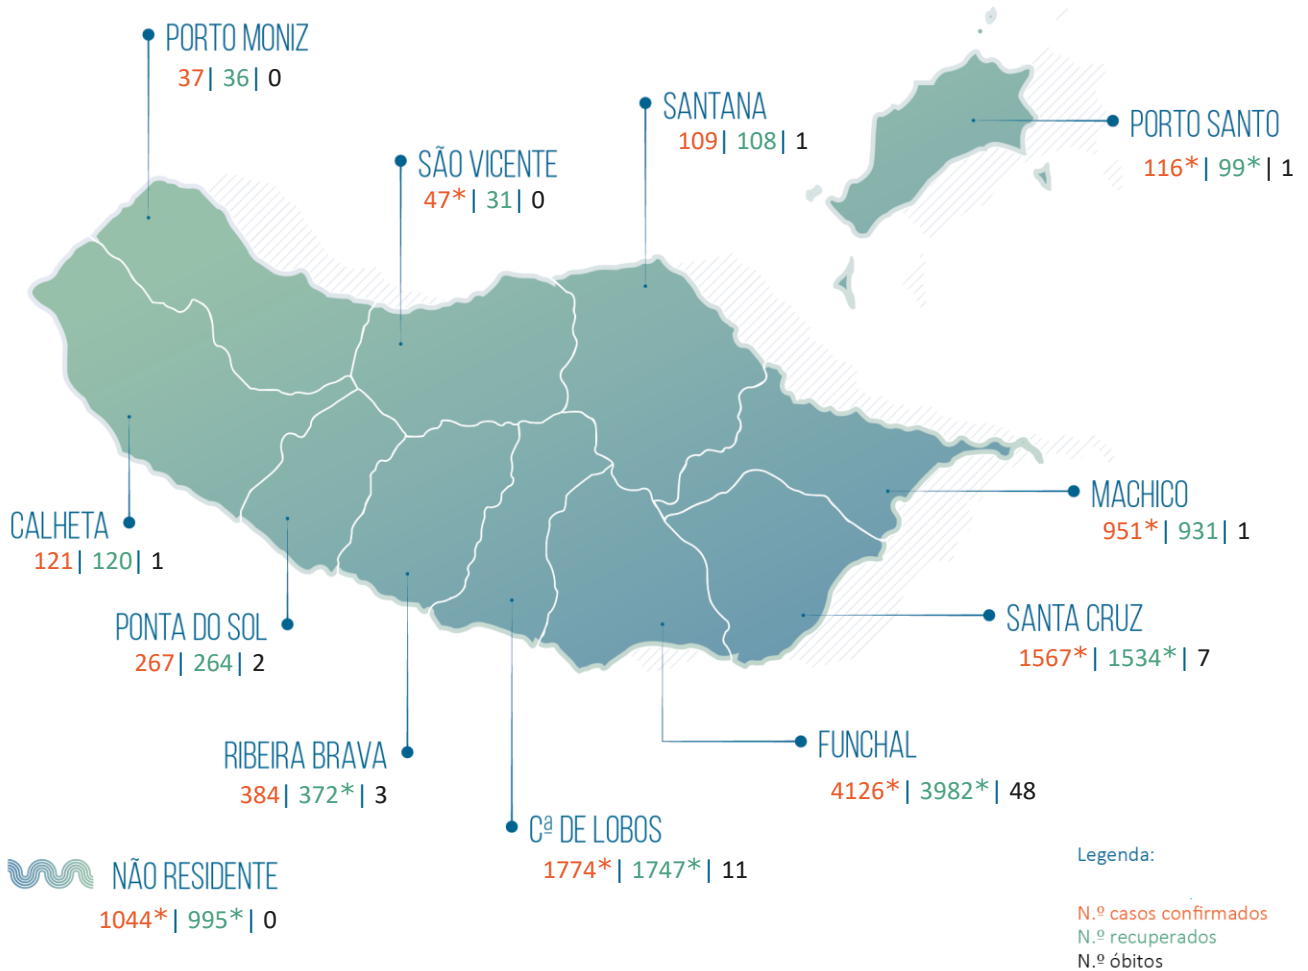 PORTO MONIZ
37| 36| 0
SANTANA
109| 108| 1
PORTO SANTO
116*| 99*| 1
SÃO VICENTE
47*| 31| 0
MACHICO
951*| 931| 1
CALHETA
121| 120| 1
PONTA DO SOL
267| 264| 2
SANTA CRUZ
1567*| 1534*| 7
RIBEIRA BRAVA
384| 372*| 3
FUNCHAL
4126*| 3982*| 48
Cª DE LOBOS
1774*| 1747*| 11
NÃO RESIDENTE
1044*| 995*| 0
Legenda:
N.º casos confirmados
N.º recuperados
N.º óbitos